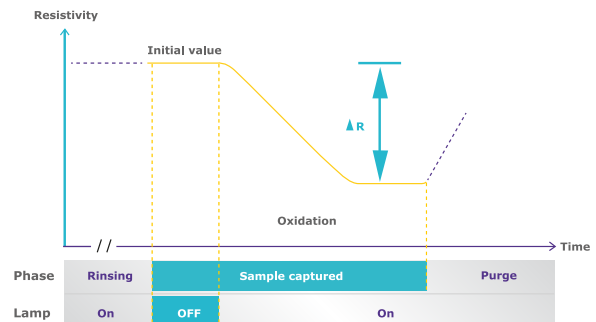 Resistivity
Initial value
▲ R
Oxidation
Time
Phase Rinsing Sample captured Purge
Lamp On OFF On